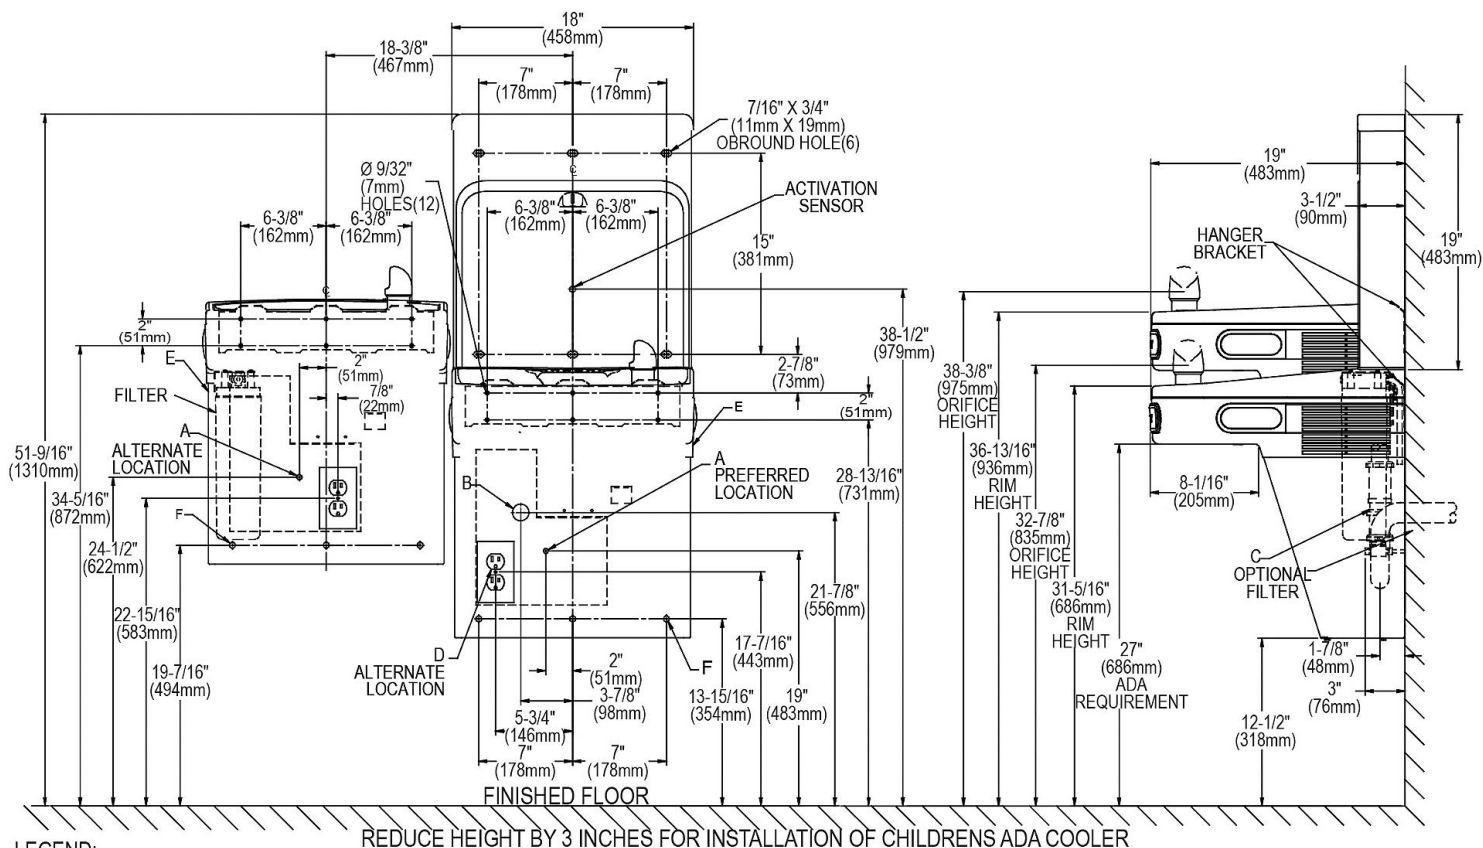 18"
(458mm)
18-3/8"
(467mm)
7"
(178mm)
7"
(178mm)
7/16" X 3/4"
(11mm X 19mm)
OBROUND HOLE(6)
℄
Ø 9/32"
(7mm)
HOLES(12)
ACTIVATION
SENSOR
6-3/8"
(162mm)
6-3/8"
(162mm)
6-3/8"
(162mm)
6-3/8"
(162mm)
15"
(381mm)
℄
2"
(51mm)
E
2"
(51mm)
7/8"
(22mm)
FILTER
A
ALTERNATE
LOCATION
51-9/16"
(1310mm)
34-5/16"
(872mm)
F
24-1/2"
(622mm)
22-15/16"
(583mm)
19-7/16"
(494mm)
38-1/2"
(979mm)
2-7/8"
(73mm)
2"
(51mm)
E
A
PREFERRED
LOCATION
B
28-13/16"
(731mm)
21-7/8"
(556mm)
17-7/16"
(443mm)
D
ALTERNATE
LOCATION
F
2"
(51mm)
3-7/8"
(98mm)
5-3/4"
(146mm)
7"
(178mm)
7"
(178mm)
13-15/16"
(354mm)
19"
(483mm)
19"
(483mm)
3-1/2"
(90mm)
HANGER
BRACKET
19"
(483mm)
38-3/8"
(975mm)
ORIFICE
HEIGHT
36-13/16"
(936mm)
RIM
HEIGHT
32-7/8"
(835mm)
ORIFICE
HEIGHT
31-5/16"
(686mm)
RIM
HEIGHT
27"
(686mm)
ADA
REQUIREMENT
8-1/16"
(205mm)
C
OPTIONAL
FILTER
1-7/8"
(48mm)
3"
(76mm)
12-1/2"
(318mm)
FINISHED FLOOR
REDUCE HEIGHT BY 3 INCHES FOR INSTALLATION OF CHILDRENS ADA COOLER
LEGEND: